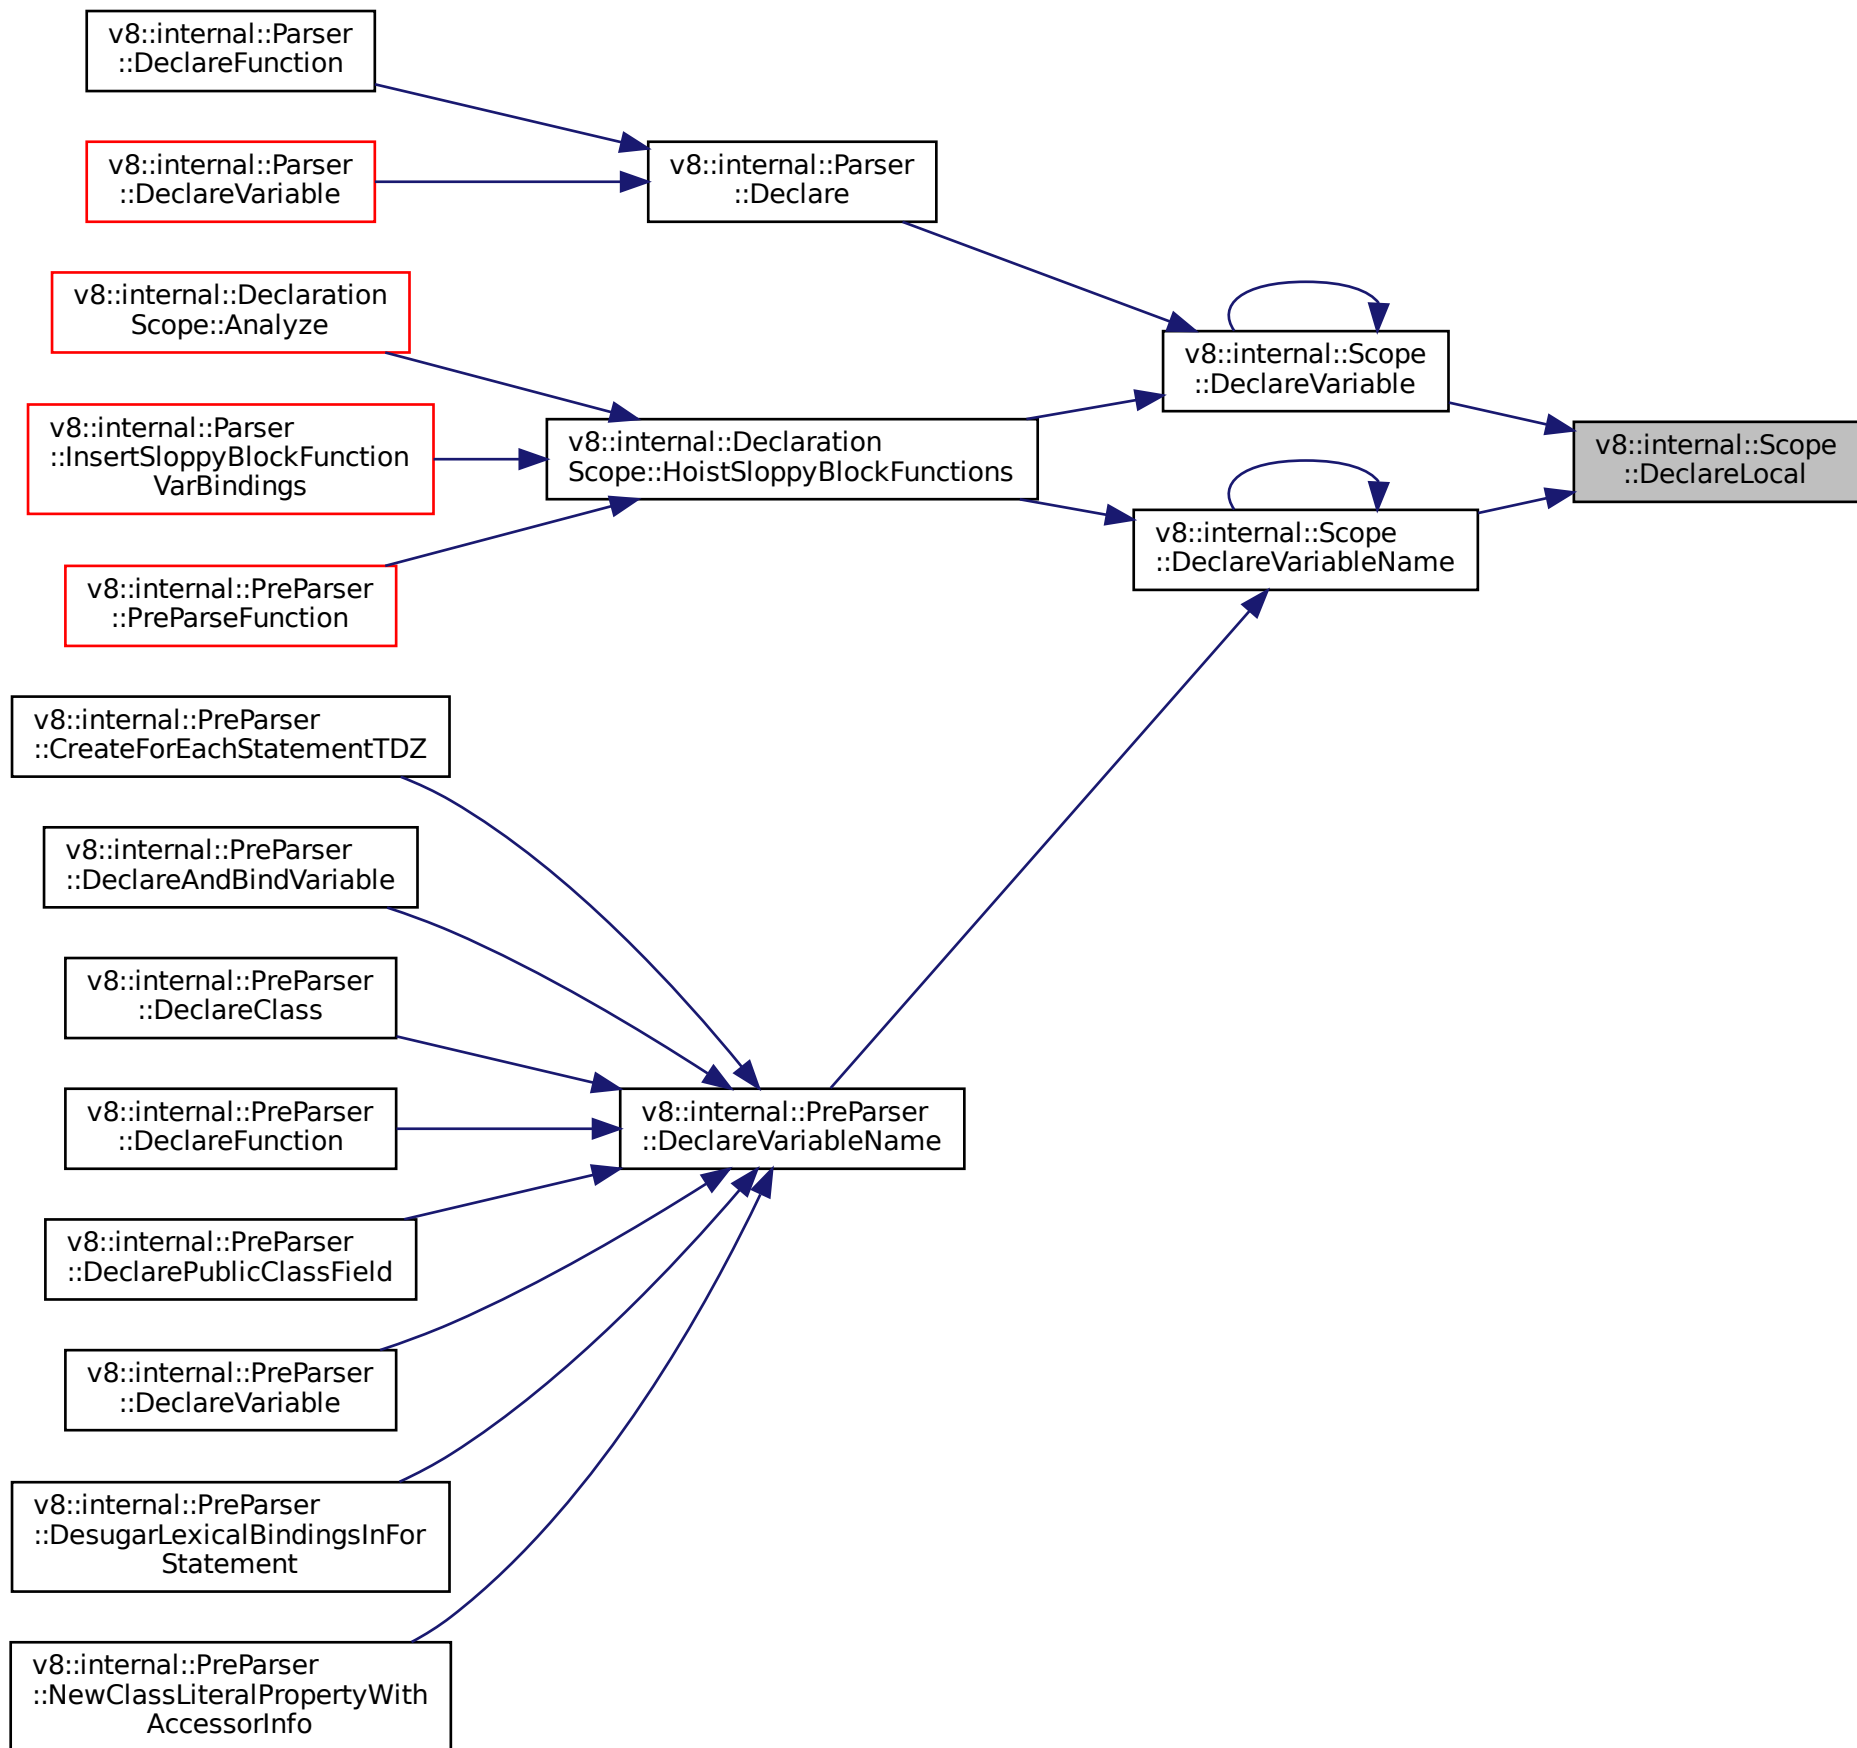 v8::internal::Parser
::DeclareFunction
v8::internal::Parser
::DeclareVariable
v8::internal::Parser
::Declare
v8::internal::Declaration
Scope::Analyze
v8::internal::Scope
::DeclareVariable
v8::internal::Parser
::InsertSloppyBlockFunction
VarBindings
v8::internal::Declaration
Scope::HoistSloppyBlockFunctions
v8::internal::Scope
::DeclareLocal
v8::internal::Scope
::DeclareVariableName
v8::internal::PreParser
::PreParseFunction
v8::internal::PreParser
::CreateForEachStatementTDZ
v8::internal::PreParser
::DeclareAndBindVariable
v8::internal::PreParser
::DeclareClass
v8::internal::PreParser
::DeclareFunction
v8::internal::PreParser
::DeclareVariableName
v8::internal::PreParser
::DeclarePublicClassField
v8::internal::PreParser
::DeclareVariable
v8::internal::PreParser
::DesugarLexicalBindingsInFor
Statement
v8::internal::PreParser
::NewClassLiteralPropertyWith
AccessorInfo